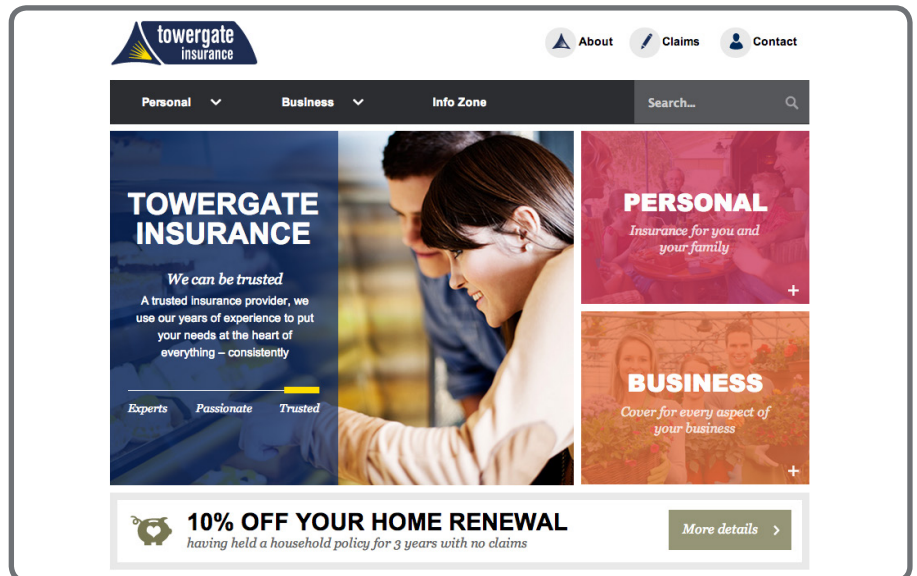 towergate
insurance
About
Claims
Contact
Personal
Business
Info Zone
Search...
TOWERGATE
INSURANCE
We can be trusted
A trusted insurance provider, we
use our years of experience to put
your needs at the heart of
everything – consistently
Experts
Passionate
Trusted
PERSONAL
Insurance for you and
your family
+
BUSINESS
Cover for every aspect of
your business
+
10% OFF YOUR HOME RENEWAL
having held a household policy for 3 years with no claims
More details